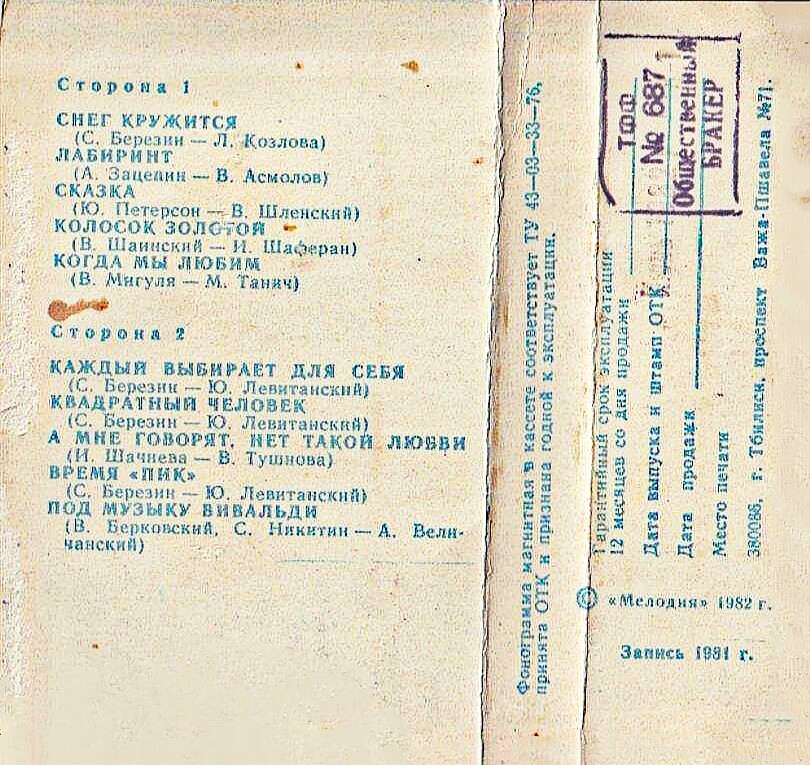 Сторона 1
СНЕГ КРУЖИТСЯ
(С. Березин — Л. Козлова)
ЛАБИРИНТ
(А. Зацепин — В. Асмолов)
СКАЗКА
(Ю. Петерсон — В. Шленский)
КОЛОСОК ЗОЛОТОЙ
(В. Шаинский — И. Шаферан)
КОГДА МЫ ЛЮБИМ
(В. Мигуля — М. Танич)
Сторона 2
КАЖДЫЙ ВЫБИРАЕТ ДЛЯ СЕБЯ
(С. Березин — Ю. Левитанский)
КВАДРАТНЫЙ ЧЕЛОВЕК
(С. Березин — Ю. Левитанский)
А МНЕ ГОВОРЯТ, НЕТ ТАКОЙ ЛЮБВИ
(И. Шачнева — В. Тушнова)
ВРЕМЯ «ПИК»
(С. Березин — Ю. Левитанский)
ПОД МУЗЫКУ ВИВАЛЬДИ
(В. Берковский, С. Никитин — А. Вели-
чанский)
Фонограмма магнитная в кассете соответствует ТУ 43—03—33—76,
принята ОТК и признана годной к эксплуатации.
Гарантийный срок эксплуатации
12 месяцев со дня продажи
Дата выпуска и штамп ОТК
Дата продажи
Место печати
380086, г. Тбилиси, проспект Важа-Пшавела №71.
ТФФ
№ 687
Общественный
БРАКЕР
© «Мелодия» 1982 г.
Запись 1981 г.